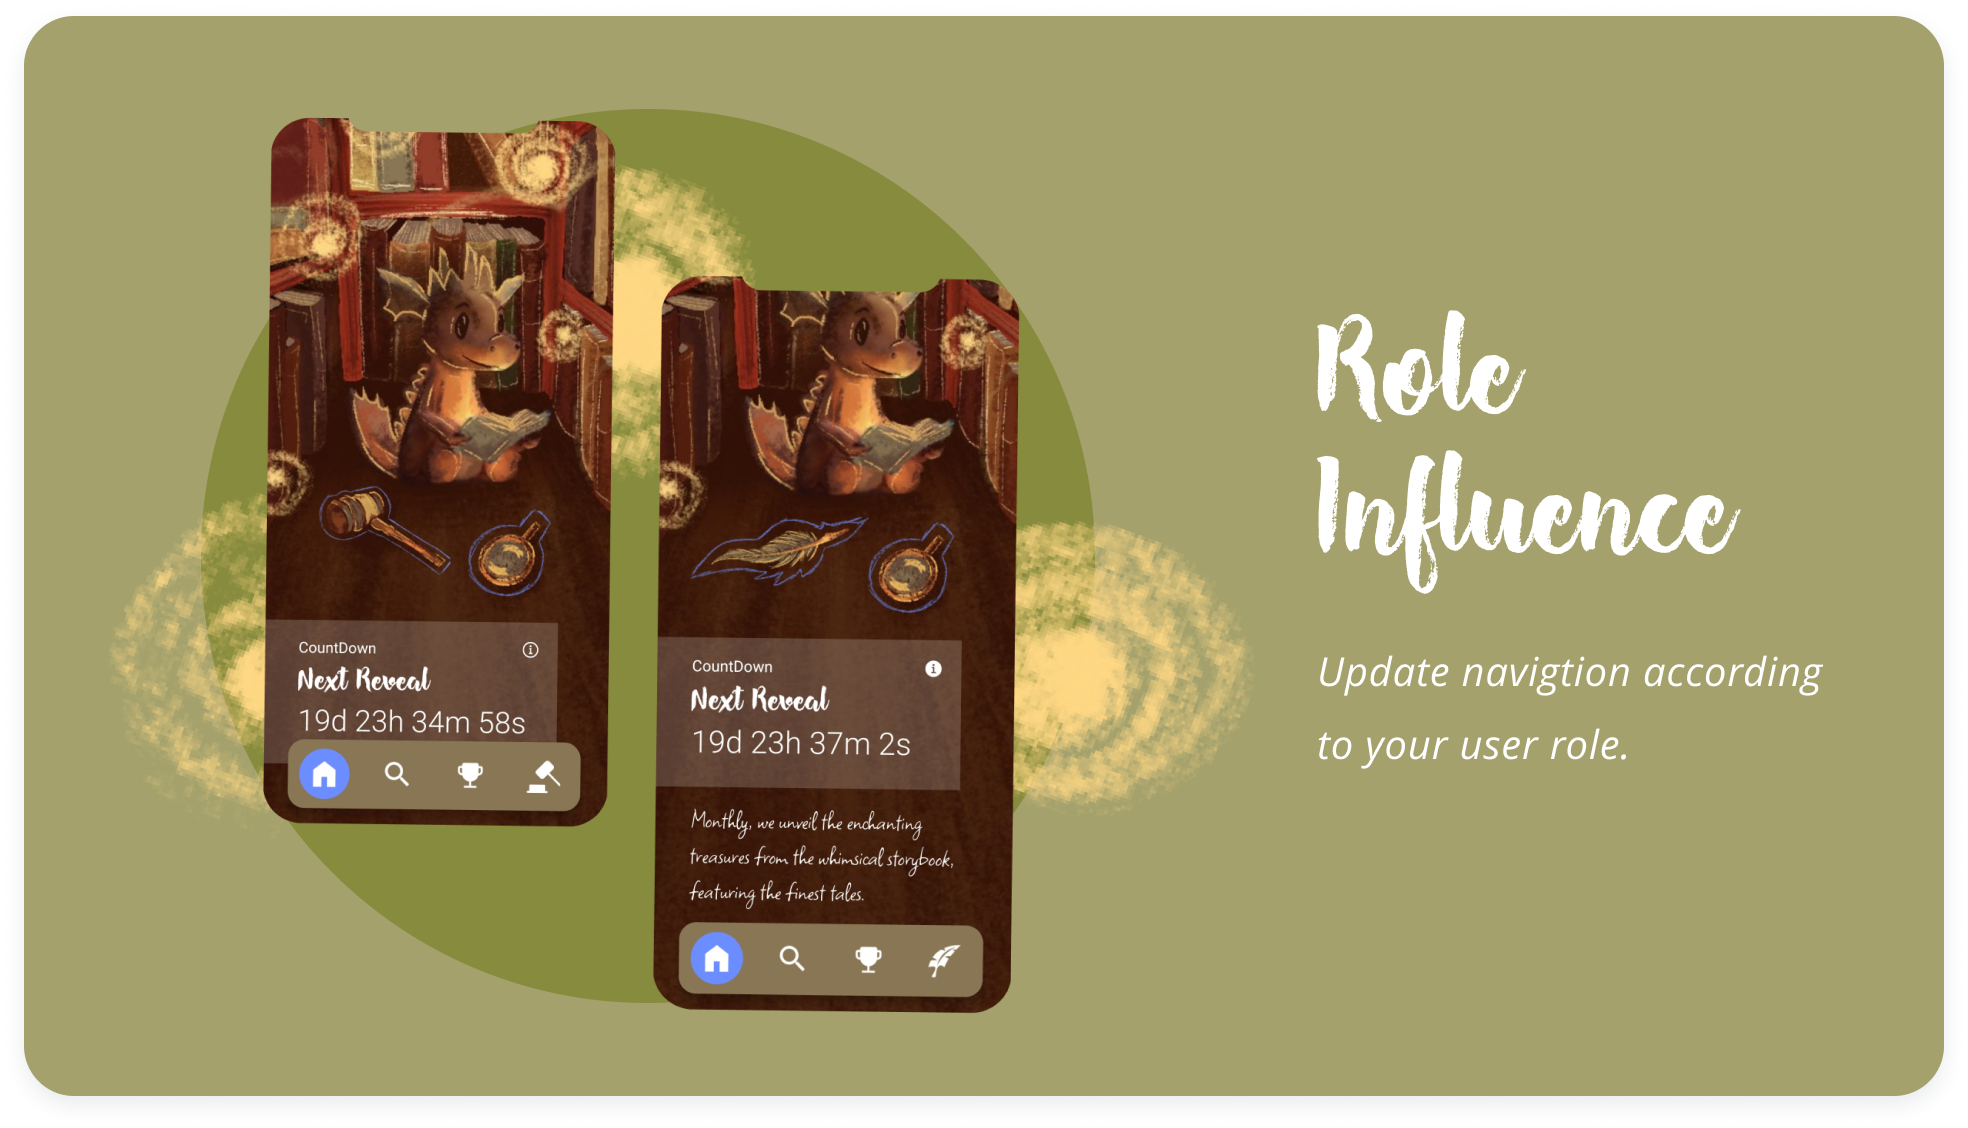 CountDown
Next Reveal
19d 23h 34m 58s
CountDown
Next Reveal
19d 23h 37m 2s
Monthly, we unveil the enchanting
treasures from the whimsical storybook,
featuring the finest tales.
Role
Influence
Update navigtion according
to your user role.